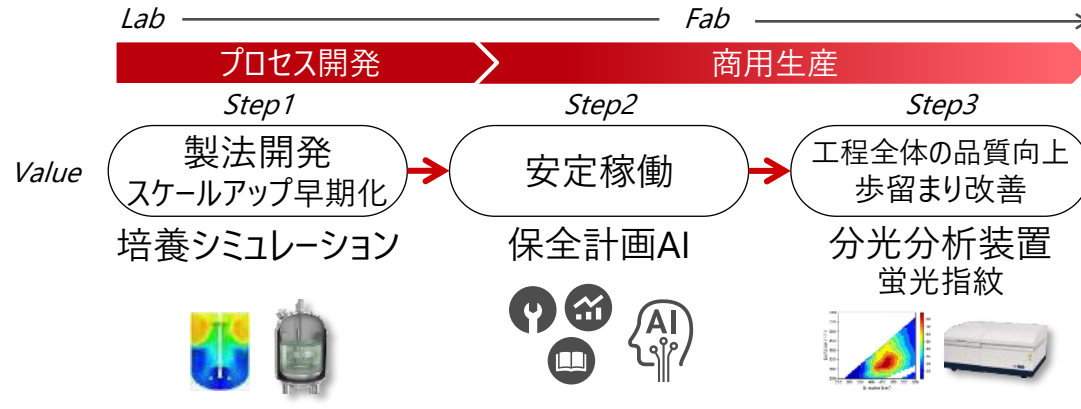 Lab
Fab
プロセス開発
商用生産
Step1
Step2
Step3
Value
製法開発
スケールアップ早期化
安定稼働
工程全体の品質向上
歩留まり改善
培養シミュレーション
保全計画AI
分光分析装置
蛍光指紋
AI